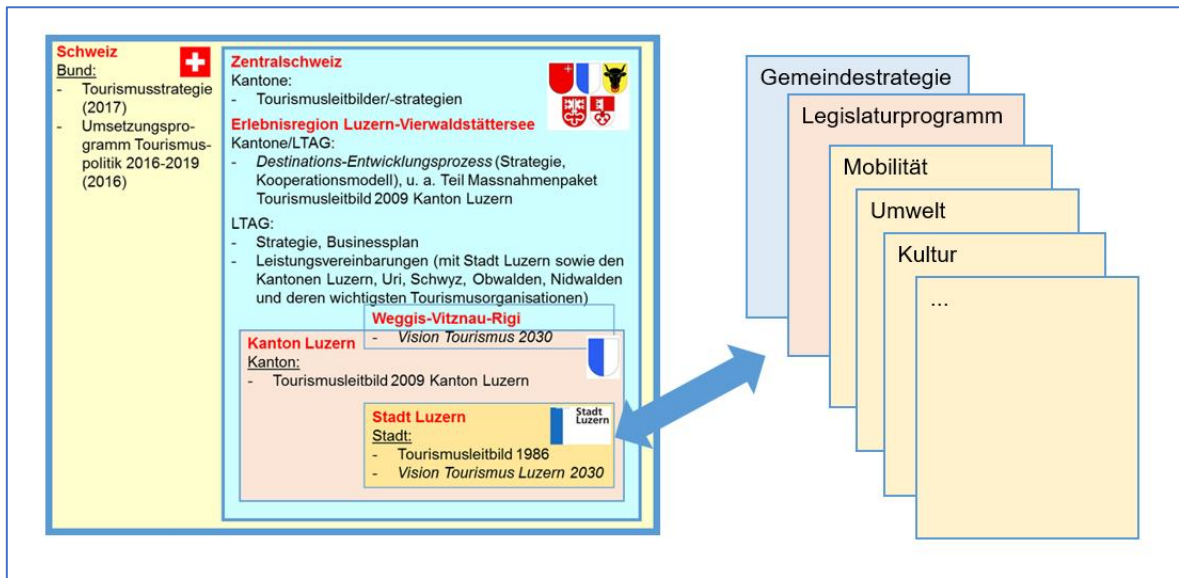 Schweiz
Bund:
- Tourismusstrategie
(2017)
- Umsetzungspro-
gramm Tourismus-
politik 2016-2019
(2016)
Zentralschweiz
Kantone:
- Tourismusleitbilder/-strategien
Erlebnisregion Luzern-Vierwaldstättersee
Kantone/LTAG:
- Destinations-Entwicklungsprozess (Strategie,
Kooperationsmodell), u. a. Teil Massnahmenpaket
Tourismusleitbild 2009 Kanton Luzern
LTAG:
- Strategie, Businessplan
- Leistungsvereinbarungen (mit Stadt Luzern sowie den
Kantonen Luzern, Uri, Schwyz, Obwalden, Nidwalden
und deren wichtigsten Tourismusorganisationen)
Weggis-Vitznau-Rigi
- Vision Tourismus 2030
Kanton Luzern
Kanton:
- Tourismusleitbild 2009 Kanton Luzern
Stadt Luzern
Stadt:
- Tourismusleitbild 1986
- Vision Tourismus Luzern 2030
Stadt
Luzern
Gemeindestrategie
Legislaturprogramm
Mobilität
Umwelt
Kultur
...